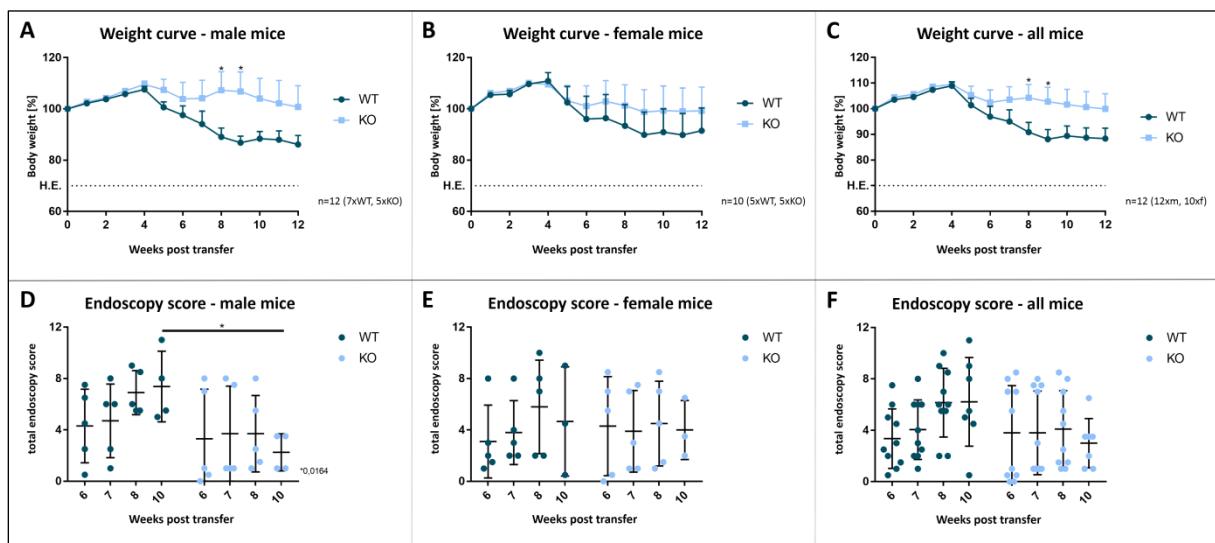 A
Weight curve - male mice
120
100
80
H.E.
60
Body weight [%]
0 2 4 6 8 10 12
Weeks post transfer
* *
WT
KO
n=12 (7xWT, 5xKO)
B
Weight curve - female mice
120
100
80
H.E.
60
Body weight [%]
0 2 4 6 8 10 12
Weeks post transfer
WT
KO
n=10 (5xWT, 5xKO)
C
Weight curve - all mice
120
110
100
90
80
H.E.
60
Body weight [%]
0 2 4 6 8 10 12
Weeks post transfer
* *
WT
KO
n=12 (12xm, 10xf)
D
Endoscopy score - male mice
12
8
4
0
total endoscopy score
6 7 8 10 6 7 8 10
Weeks post transfer
*
WT
KO
*0,0164
E
Endoscopy score - female mice
12
8
4
0
total endoscopy score
6 7 8 10 6 7 8 10
Weeks post transfer
WT
KO
F
Endoscopy score - all mice
12
8
4
0
total endoscopy score
6 7 8 10 6 7 8 10
Weeks post transfer
WT
KO